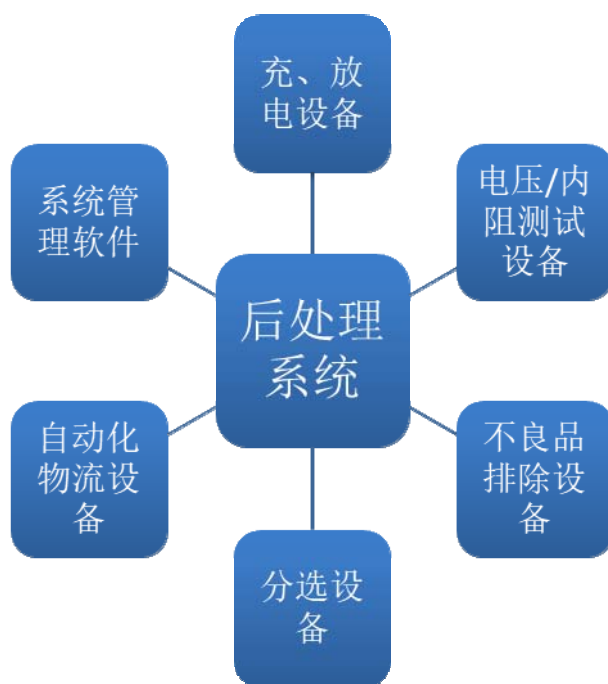 充、放
电设备
系统管
理软件
电压/内
阻测试
设备
后处理
系统
自动化
物流设
备
不良品
排除设
备
分选设
备